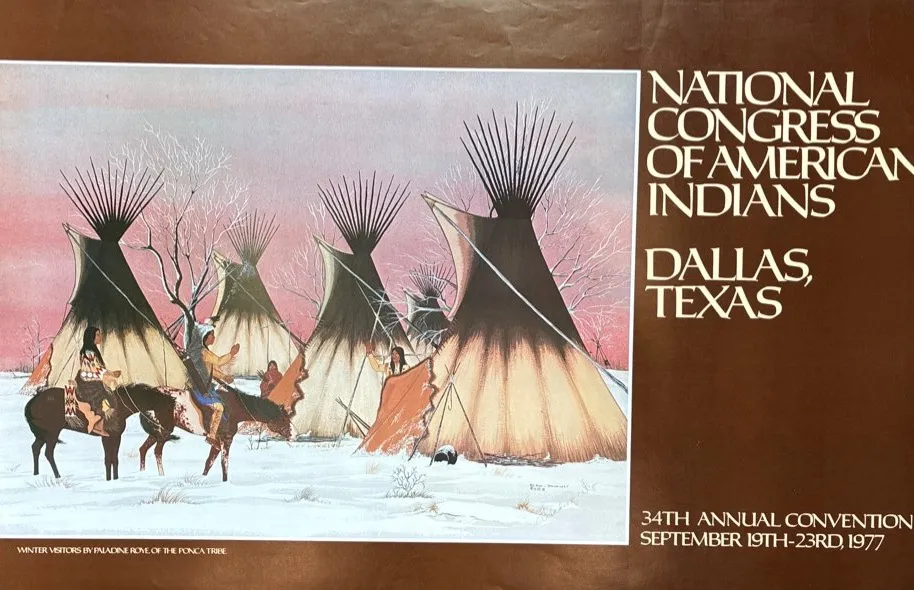 NATIONAL
CONGRESS
OF AMERICAN
INDIANS
DALLAS,
TEXAS
34TH ANNUAL CONVENTION
SEPTEMBER 19TH-23RD, 1977
WINTER VISITORS BY PALADINE ROYE, OF THE PONCA TRIBE